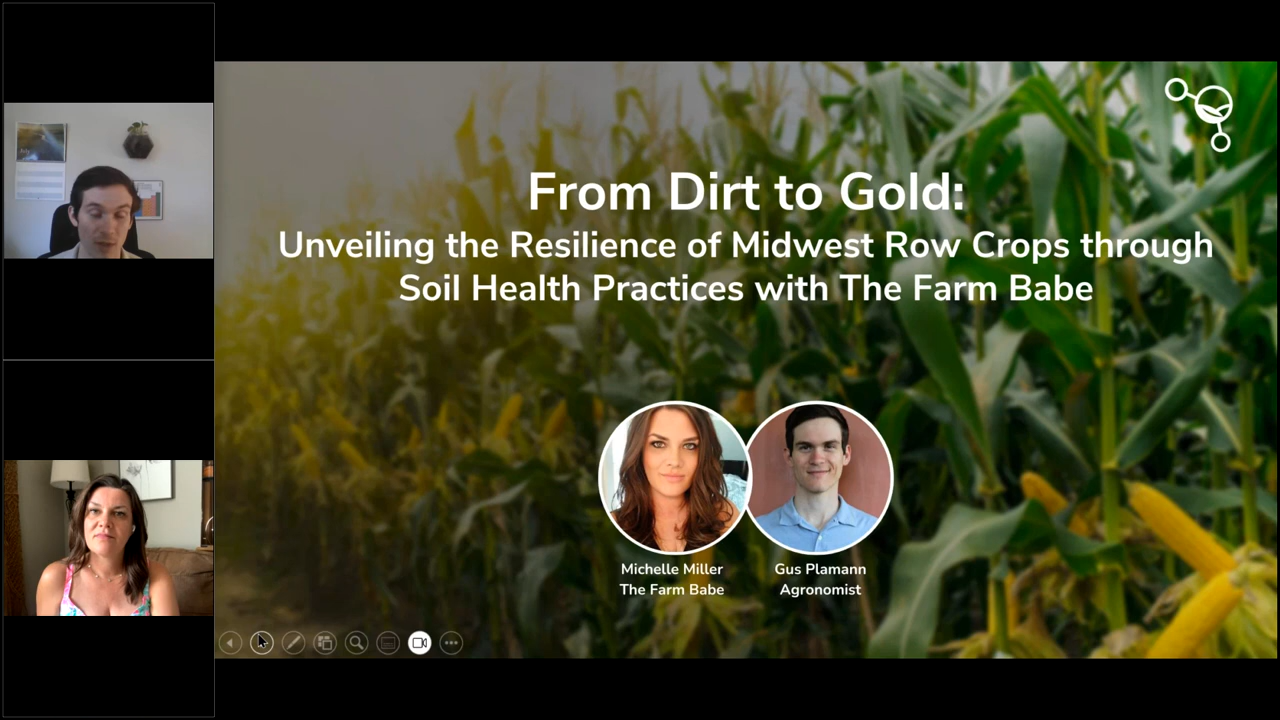 From Dirt to Gold:
Unveiling the Resilience of Midwest Row Crops through
Soil Health Practices with The Farm Babe
Michelle Miller
The Farm Babe
Gus Plamann
Agronomist